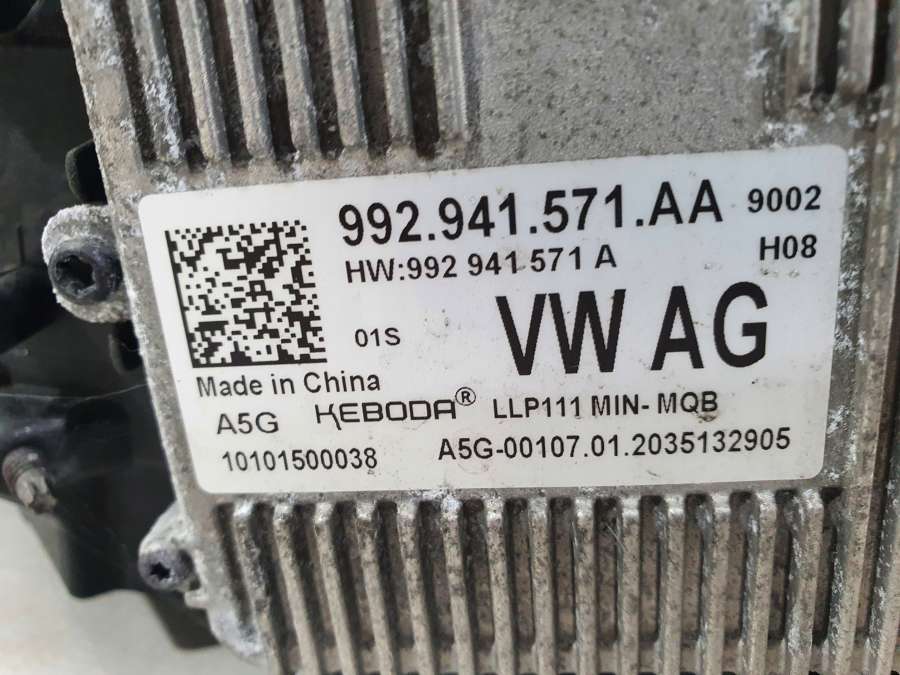 992.941.571.AA 9002
HW:992 941 571 A H08
01S VW AG
Made in China
A5G KEBODA® LLP111 MIN- MQB
10101500038 A5G-00107.01.2035132905